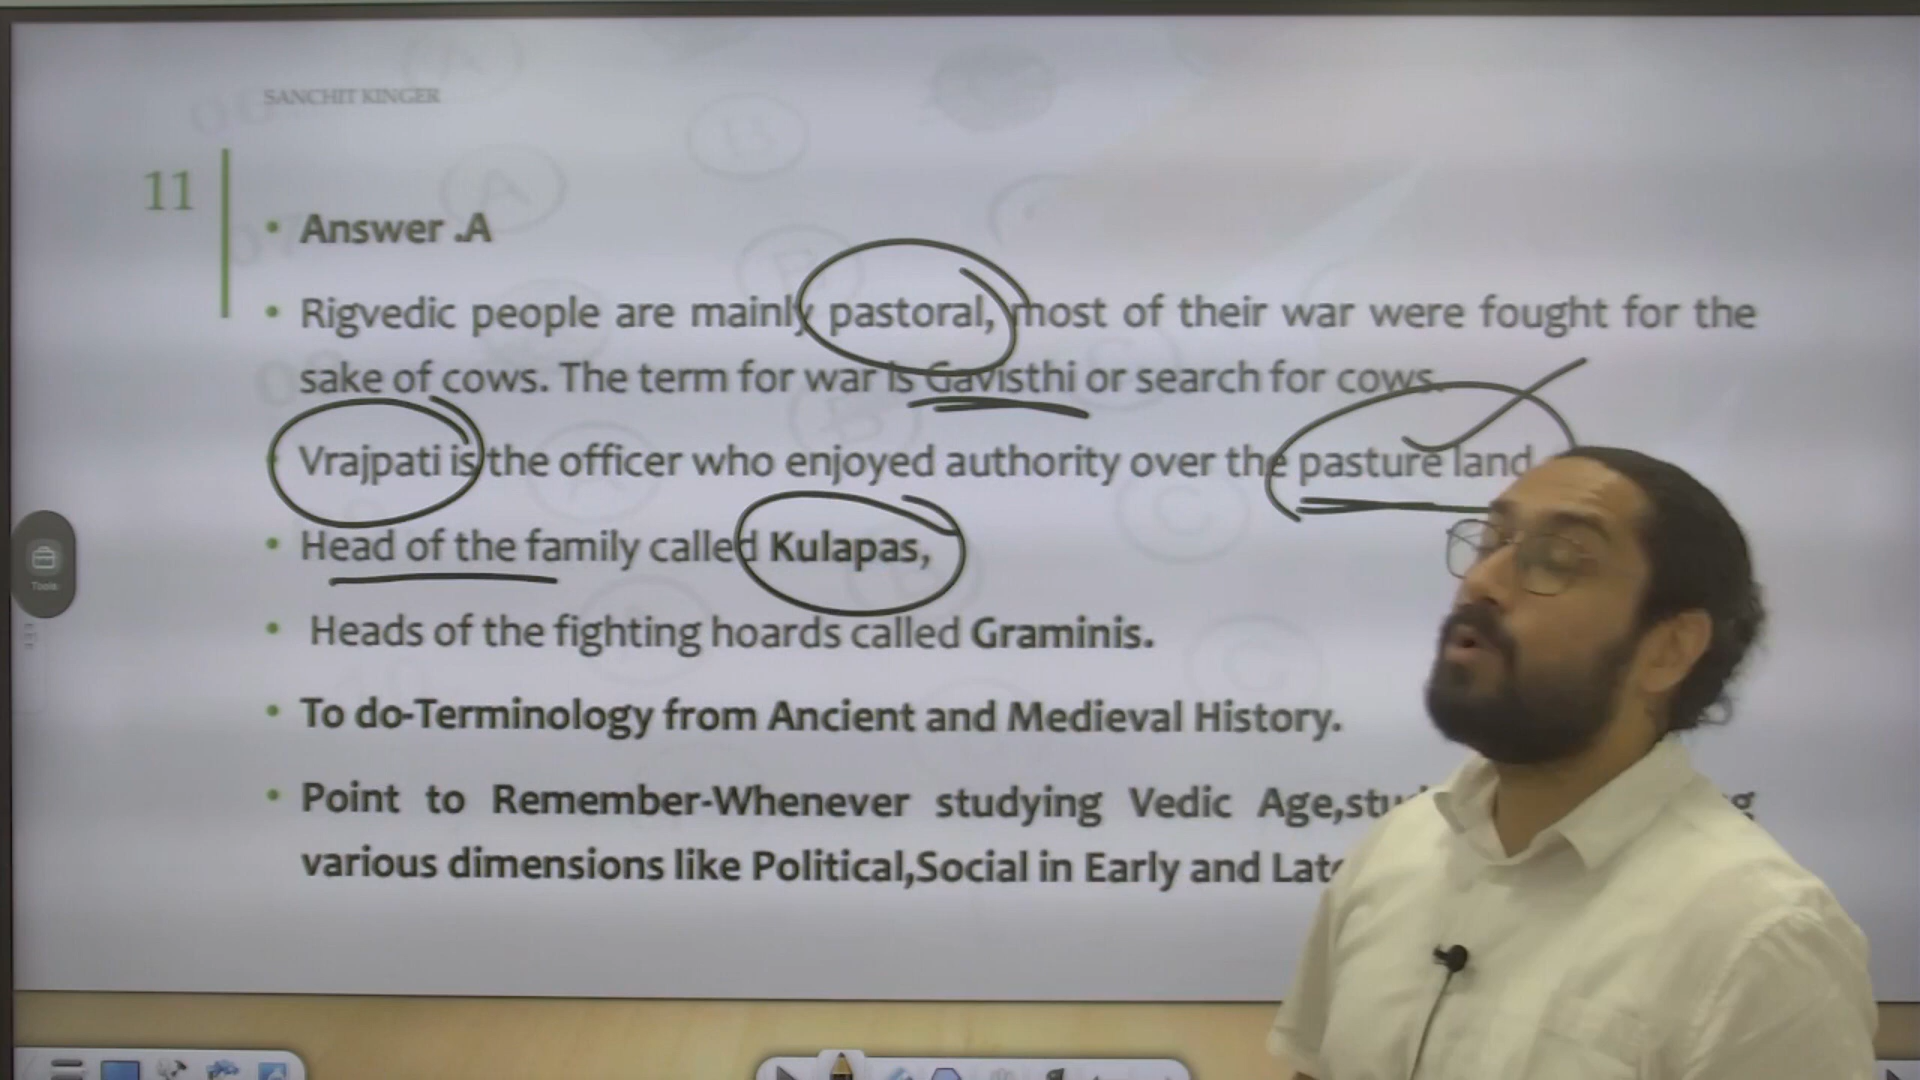 SANCHIT KINGER
11
• Answer .A
• Rigvedic people are mainly pastoral, most of their war were fought for the
sake of cows. The term for war is Gavisthi or search for cows.
• Vrajpati is the officer who enjoyed authority over the pasture land
• Head of the family called Kulapas,
• Heads of the fighting hoards called Graminis.
• To do-Terminology from Ancient and Medieval History.
• Point to Remember-Whenever studying Vedic Age,
various dimensions like Political,Social in Early and
Tools